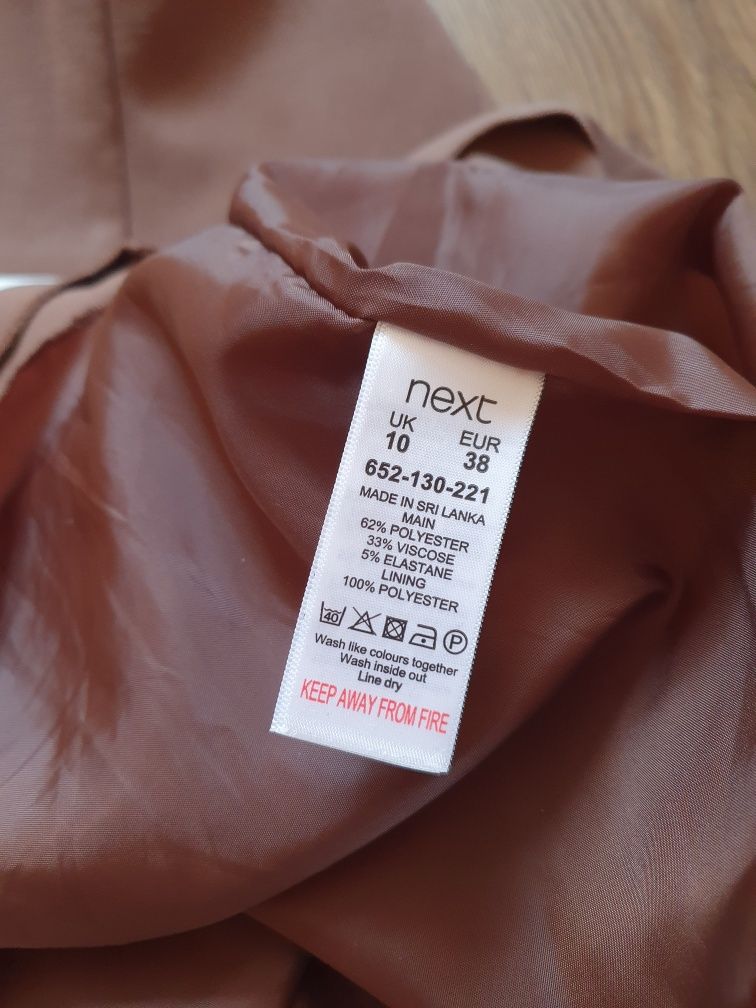 next
UK EUR
10 38
652-130-221
MADE IN SRI LANKA
MAIN
62% POLYESTER
33% VISCOSE
5% ELASTANE
LINING
100% POLYESTER
40 P
Wash like colours together
Wash inside out
Line dry
KEEP AWAY FROM FIRE